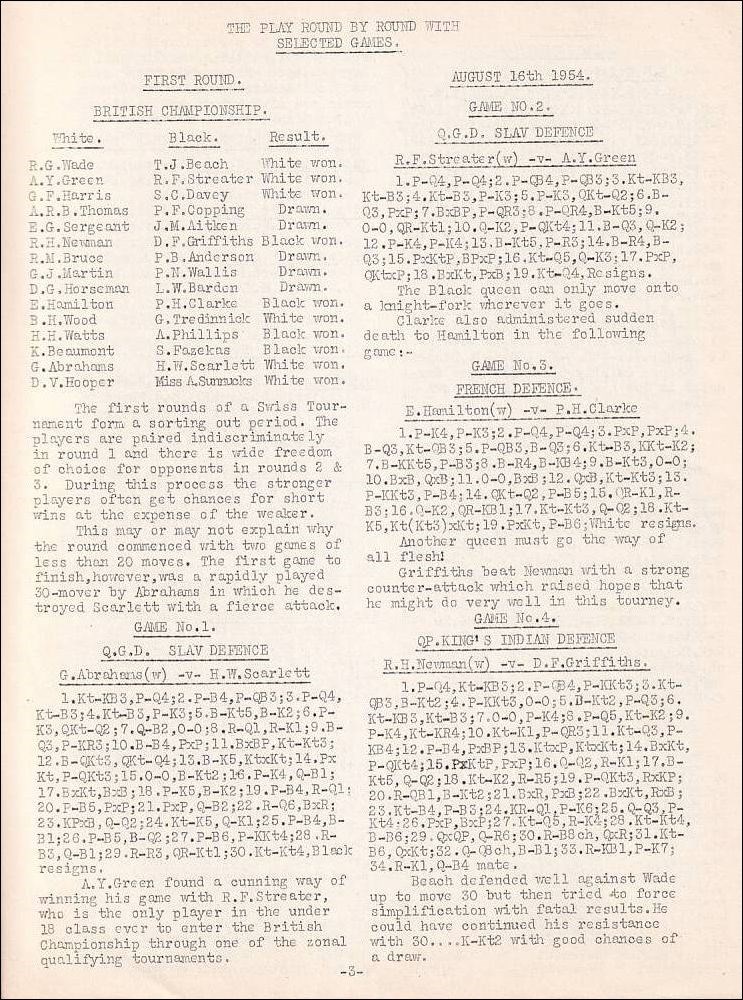 THE PLAY ROUND BY ROUND WITH
SELECTED GAMES.
FIRST ROUND.
BRITISH CHAMPIONSHIP.
White. Black. Result.
R.G.Wade T.J.Beach White won.
A.Y.Green R.F.Streater White won.
G.F.Harris S.C.Davey White won.
A.R.B.Thomas P.F.Copping Drawn.
E.G.Sergeant J.M.Aitken Drawn.
R.H.Newman D.F.Griffiths Black won.
R.M.Bruce P.B.Anderson Drawn.
G.J.Martin P.N.Wallis Drawn.
D.G.Horseman L.W.Barden Drawn.
E.Hamilton P.H.Clarke Black won.
B.H.Wood G.Tredinnick White won.
H.H.Watts A.Phillips Black won.
K.Beaumont S.Fazekas Black won.
G.Abrahams H.W.Scarlett White won.
D.V.Hooper Miss A.Sunnucks White won.
The first rounds of a Swiss Tour-
nament form a sorting out period. The
players are paired indiscriminately
in round 1 and there is wide freedom
of choice for opponents in rounds 2 &
3. During this process the stronger
players often get chances for short
wins at the expense of the weaker.
This may or may not explain why
the round commenced with two games of
less than 20 moves. The first game to
finish,however,was a rapidly played
30-mover by Abrahams in which he des-
troyed Scarlett with a fierce attack.
GAME No.1.
Q.G.D. SLAV DEFENCE
G.Abrahams(w) -v- H.W.Scarlett
1.Kt-KB3,P-Q4;2.P-B4,P-QB3;3.P-Q4,
Kt-B3;4.Kt-B3,P-K3;5.B-Kt5,B-K2;6.P-
K3,QKt-Q2;7.Q-B2,O-O;8.R-Q1,R-K1;9.B-
Q3,P-KR3;10.B-B4,PxP;11.BxBP,Kt-Kt3;
12.B-QKt3,QKt-Q4;13.B-K5,KtxKt;14.Px
Kt,P-QKt3;15.O-O,B-Kt2;16.P-K4,Q-B1;
17.BxKt,BxB;18.P-K5,B-K2;19.P-B4,R-Q1;
20.P-B5,PxP;21.PxP,Q-B2;22.R-Q6,BxR;
23.KPxB,Q-Q2;24.Kt-K5,Q-K1;25.P-B4,B-
B1;26.P-B5,B-Q2;27.P-B6,P-KKt4;28.R-
B3,Q-B1;29.R-R3,QR-Kt1;30.Kt-Kt4,Black
resigns.
A.Y.Green found a cunning way of
winning his game with R.F.Streater,
who is the only player in the under
18 class ever to enter the British
Championship through one of the zonal
qualifying tournaments.
AUGUST 16th 1954.
GAME NO.2.
Q.G.D. SLAV DEFENCE
R.F.Streater(w) -v- A.Y.Green
1.P-Q4,P-Q4;2.P-QB4,P-QB3;3.Kt-KB3,
Kt-B3;4.Kt-B3,P-K3;5.P-K3,QKt-Q2;6.B-
Q3,PxP;7.BxBP,P-QR3;8.P-QR4,B-Kt5;9.
O-O,QR-Kt1;10.Q-K2,P-QKt4;11.B-Q3,Q-K2;
12.P-K4,P-K4;13.B-Kt5,P-R3;14.B-R4,B-
Q3;15.PxKtP,BPxP;16.Kt-Q5,Q-K3;17.PxP,
QKtxP;18.BxKt,PxB;19.Kt-Q4,Resigns.
The Black queen can only move onto
a knight-fork wherever it goes.
Clarke also administered sudden
death to Hamilton in the following
game:-
GAME No.3.
FRENCH DEFENCE.
E.Hamilton(w) -v- P.H.Clarke
1.P-K4,P-K3;2.P-Q4,P-Q4;3.PxP,PxP;4.
B-Q3,Kt-QB3;5.P-QB3,B-Q3;6.Kt-B3,KKt-K2;
7.B-KKt5,P-B3;8.B-R4,B-KB4;9.B-Kt3,O-O;
10.BxB,QxB;11.O-O,BxB;12.QxB,Kt-Kt3;13.
P-KKt3,P-B4;14.QKt-Q2,P-B5;15.QR-K1,R-
B3;16.Q-K2,QR-KB1;17.Kt-Kt3,Q-Q2;18.Kt-
K5,Kt(Kt3)xKt;19.PxKt,P-B6;White resigns.
Another queen must go the way of
all flesh!
Griffiths beat Newman with a strong
counter-attack which raised hopes that
he might do very well in this tourney.
GAME No.4.
QP.KING'S INDIAN DEFENCE
R.H.Newman(w) -v- D.F.Griffiths.
1.P-Q4,Kt-KB3;2.P-QB4,P-KKt3;3.Kt-
QB3,B-Kt2;4.P-KKt3,O-O;5.B-Kt2,P-Q3;6.
Kt-KB3,Kt-B3;7.O-O,P-K4;8.P-Q5,Kt-K2;9.
P-K4,Kt-KR4;10.Kt-K1,P-QR3;11.Kt-Q3,P-
KB4;12.P-B4,PxBP;13.KtxP,KtxKt;14.BxKt,
P-QKt4;15.PxKtP,PxP;16.Q-Q2,R-K1;17.B-
Kt5,Q-Q2;18.Kt-K2,R-R5;19.P-QKt3,RxKP;
20.R-QB1,B-Kt2;21.BxR,PxB;22.BxKt,RxB;
23.Kt-B4,P-B5;24.KR-Q1,P-K6;25.Q-Q3,P-
Kt4;26.PxP,BxP;27.Kt-Q5,R-K4;28.Kt-Kt4,
B-B6;29.QxQP,Q-R6;30.R-B8ch,QxR;31.Kt-
B6,QxKt;32.Q-Q8ch,B-B1;33.R-KB1,P-K7;
34.R-K1,Q-B4 mate.
Beach defended well against Wade
up to move 30 but then tried to force
simplification with fatal results.He
could have continued his resistance
with 30....K-Kt2 with good chances of
a draw.
-3-